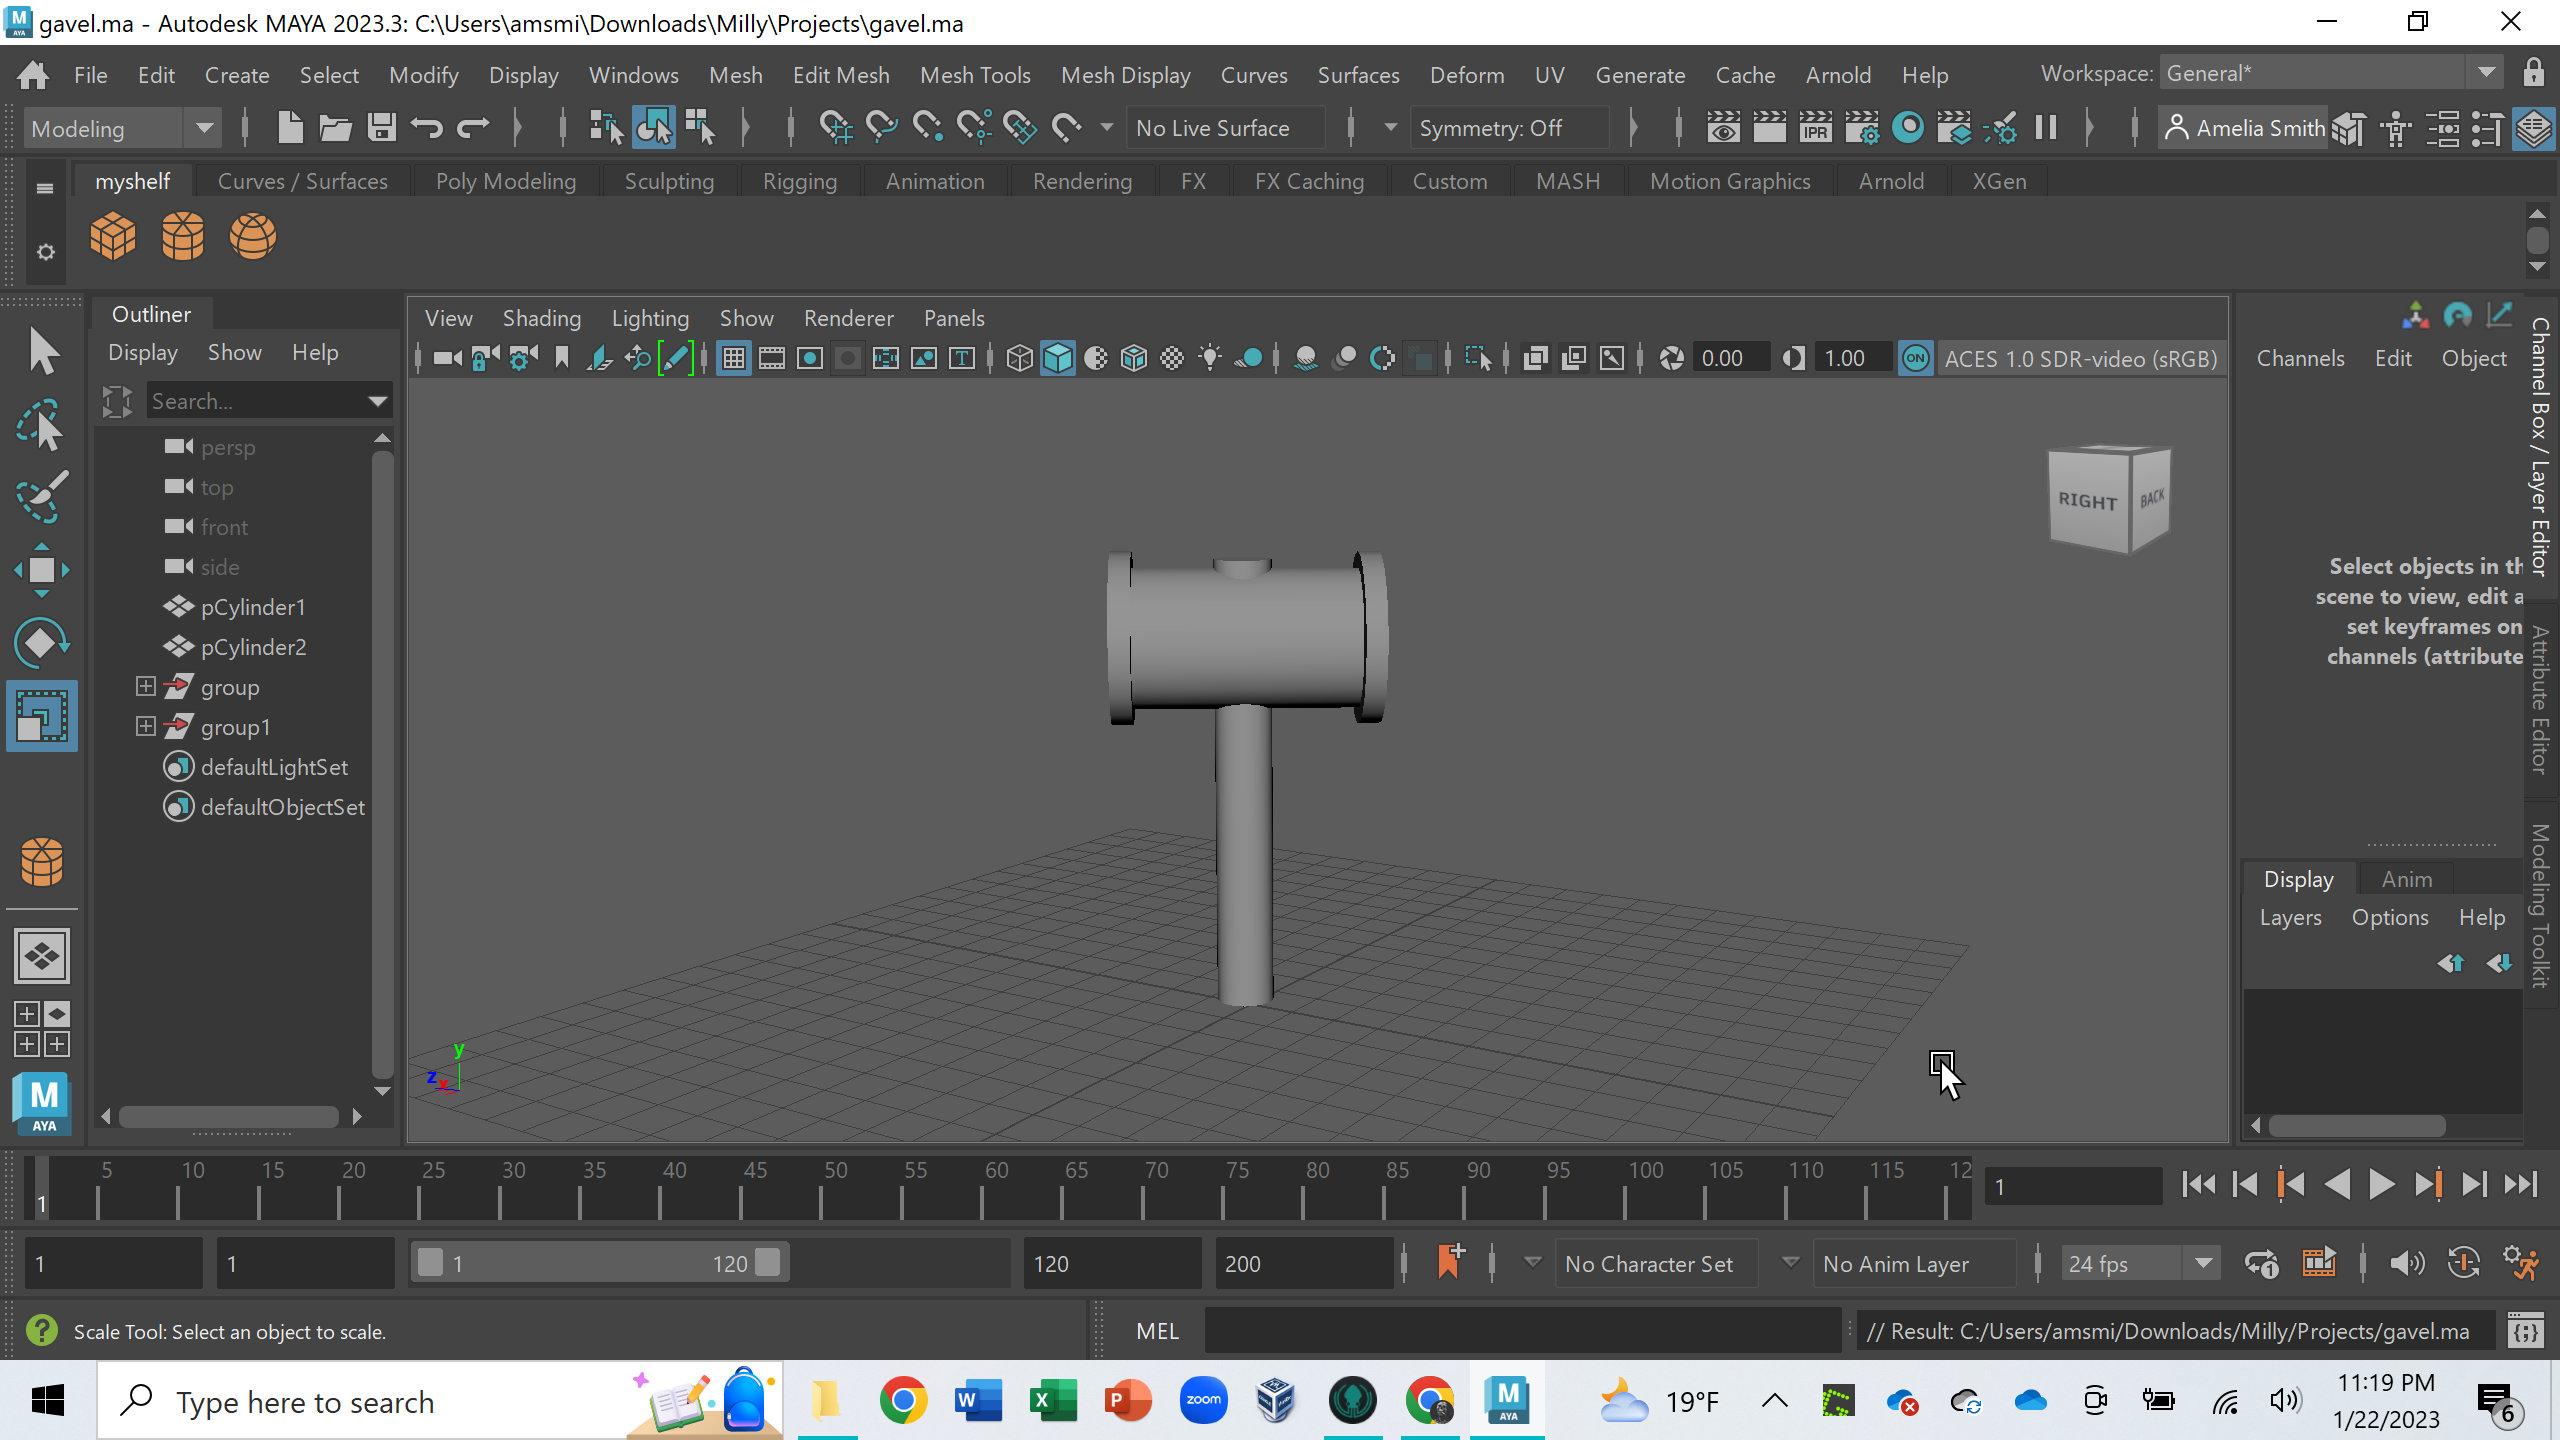 gavel.ma - Autodesk MAYA 2023.3: C:\Users\amsmi\Downloads\Milly\Projects\gavel.ma
File Edit Create Select Modify Display Windows Mesh Edit Mesh Mesh Tools Mesh Display Curves Surfaces Deform UV Generate Cache Arnold Help Workspace: General*
Modeling No Live Surface Symmetry: Off IPR Amelia Smith
myshelf Curves / Surfaces Poly Modeling Sculpting Rigging Animation Rendering FX FX Caching Custom MASH Motion Graphics Arnold XGen
Outliner
Display Show Help
Search...
persp
top
front
side
pCylinder1
pCylinder2
group
group1
defaultLightSet
defaultObjectSet
View Shading Lighting Show Renderer Panels
T 0.00 1.00 ON ACES 1.0 SDR-video (sRGB)
RIGHT BACK
y
z x
Channels Edit Object
Select objects in th
scene to view, edit a
set keyframes on
channels (attribute
Channel Box / Layer Editor
Attribute Editor
Modeling Toolkit
Display Anim
Layers Options Help
M
AYA
5 10 15 20 25 30 35 40 45 50 55 60 65 70 75 80 85 90 95 100 105 110 115 12
1
1
1 1 1 120 120 200 No Character Set No Anim Layer 24 fps
? Scale Tool: Select an object to scale. MEL // Result: C:/Users/amsmi/Downloads/Milly/Projects/gavel.ma
Type here to search
W X P zoom M AYA
19°F
11:19 PM
1/22/2023
6